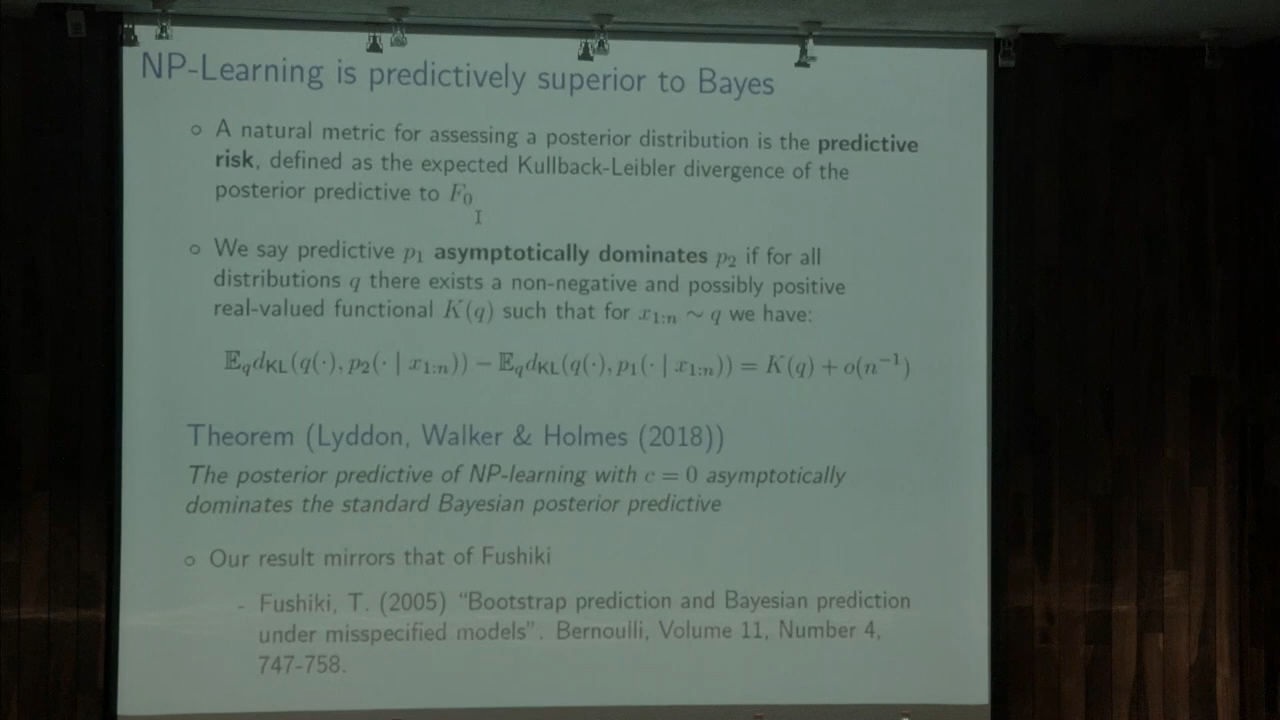 NP-Learning is predictively superior to Bayes
○ A natural metric for assessing a posterior distribution is the predictive
risk, defined as the expected Kullback-Leibler divergence of the
posterior predictive to F₀
○ We say predictive p₁ asymptotically dominates p₂ if for all
distributions q there exists a non-negative and possibly positive
real-valued functional K(q) such that for x₁:ₙ ∼ q we have:
𝔼_q d_KL(q(·), p₂(· | x₁:ₙ)) − 𝔼_q d_KL(q(·), p₁(· | x₁:ₙ)) = K(q) + o(n⁻¹)
Theorem (Lyddon, Walker & Holmes (2018))
The posterior predictive of NP-learning with c = 0 asymptotically
dominates the standard Bayesian posterior predictive
○ Our result mirrors that of Fushiki
- Fushiki, T. (2005) "Bootstrap prediction and Bayesian prediction
under misspecified models". Bernoulli, Volume 11, Number 4,
747-758.